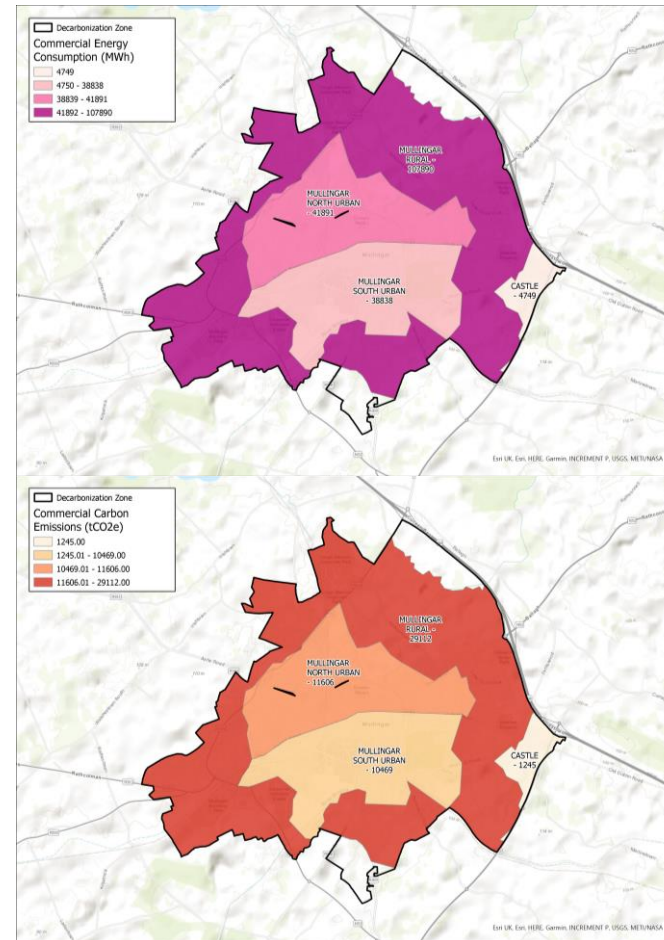 Decarbonization Zone
Commercial Energy
Consumption (MWh)
4749
4750 - 38838
38839 - 41891
41892 - 107890
MULLINGAR
RURAL -
107890
MULLINGAR
NORTH URBAN
- 41891
MULLINGAR
SOUTH URBAN
- 38838
CASTLE
- 4749
Esri UK, Esri, HERE, Garmin, INCREMENT P, USGS, METI/NASA
Decarbonization Zone
Commercial Carbon
Emissions (tCO2e)
1245.00
1245.01 - 10469.00
10469.01 - 11606.00
11606.01 - 29112.00
MULLINGAR
RURAL -
29112
MULLINGAR
NORTH URBAN
- 11606
MULLINGAR
SOUTH URBAN
- 10469
CASTLE
- 1245
Esri UK, Esri, HERE, Garmin, INCREMENT P, USGS, METI/NASA